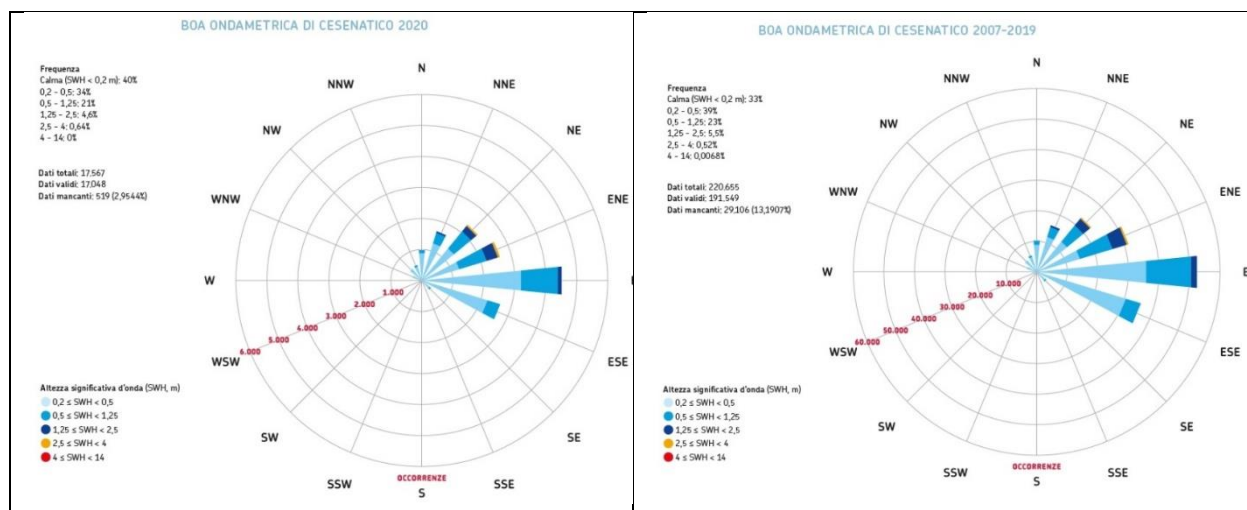 BOA ONDAMETRICA DI CESENATICO 2020
Frequenza
Calma (SWH < 0,2 m): 40%
0,2 - 0,5: 34%
0,5 - 1,25: 21%
1,25 - 2,5: 4,6%
2,5 - 4: 0,64%
4 - 14: 0%
Dati totali: 17,567
Dati validi: 17,048
Dati mancanti: 519 (2,9544%)
N
NNE
NE
ENE
ESE
SE
SSE
S
SSW
SW
WSW
W
WNW
NW
NNW
1.000
2.000
3.000
4.000
5.000
6.000
OCCORRENZE
Altezza significativa d'onda (SWH, m)
0,2 ≤ SWH < 0,5
0,5 ≤ SWH < 1,25
1,25 ≤ SWH < 2,5
2,5 ≤ SWH < 4
4 ≤ SWH < 14
BOA ONDAMETRICA DI CESENATICO 2007-2019
Frequenza
Calma (SWH < 0,2 m): 33%
0,2 - 0,5: 39%
0,5 - 1,25: 23%
1,25 - 2,5: 5,5%
2,5 - 4: 0,52%
4 - 14: 0,0068%
Dati totali: 220,655
Dati validi: 191,549
Dati mancanti: 29,106 (13,1907%)
N
NNE
NE
ENE
E
ESE
SE
SSE
S
SSW
SW
WSW
W
WNW
NW
NNW
10.000
20.000
30.000
40.000
50.000
60.000
OCCORRENZE
Altezza significativa d'onda (SWH, m)
0,2 ≤ SWH < 0,5
0,5 ≤ SWH < 1,25
1,25 ≤ SWH < 2,5
2,5 ≤ SWH < 4
4 ≤ SWH < 14